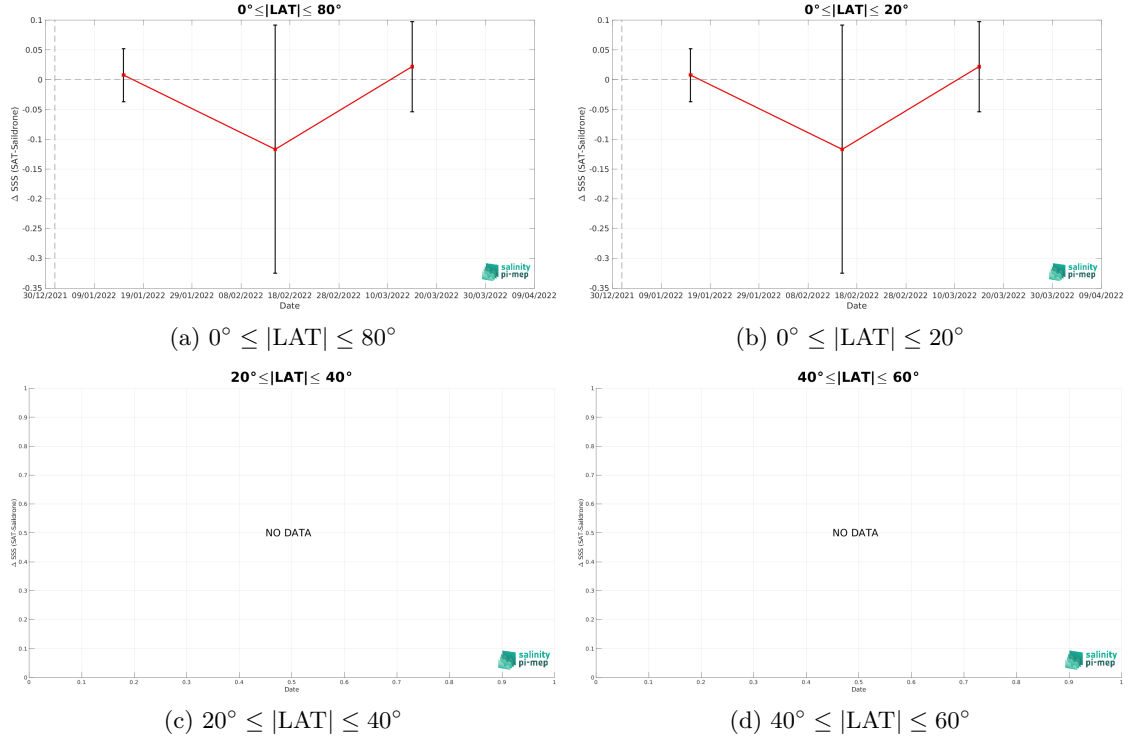 0°≤|LAT|≤ 80°
0.1
0.05
0
-0.05
-0.1
-0.15
-0.2
-0.25
-0.3
-0.35
Δ SSS (SAT-Saildrone)
30/12/2021 09/01/2022 19/01/2022 29/01/2022 08/02/2022 18/02/2022 28/02/2022 10/03/2022 20/03/2022 30/03/2022 09/04/2022
Date
salinity
pi-mep
(a) 0° ≤ |LAT| ≤ 80°
0°≤|LAT|≤ 20°
0.1
0.05
0
-0.05
-0.1
-0.15
-0.2
-0.25
-0.3
-0.35
Δ SSS (SAT-Saildrone)
30/12/2021 09/01/2022 19/01/2022 29/01/2022 08/02/2022 18/02/2022 28/02/2022 10/03/2022 20/03/2022 30/03/2022 09/04/2022
Date
salinity
pi-mep
(b) 0° ≤ |LAT| ≤ 20°
20°≤|LAT|≤ 40°
1
0.9
0.8
0.7
0.6
0.5
0.4
0.3
0.2
0.1
0
Δ SSS (SAT-Saildrone)
NO DATA
0 0.1 0.2 0.3 0.4 0.5 0.6 0.7 0.8 0.9 1
Date
salinity
pi-mep
(c) 20° ≤ |LAT| ≤ 40°
40°≤|LAT|≤ 60°
1
0.9
0.8
0.7
0.6
0.5
0.4
0.3
0.2
0.1
0
Δ SSS (SAT-Saildrone)
NO DATA
0 0.1 0.2 0.3 0.4 0.5 0.6 0.7 0.8 0.9 1
Date
salinity
pi-mep
(d) 40° ≤ |LAT| ≤ 60°